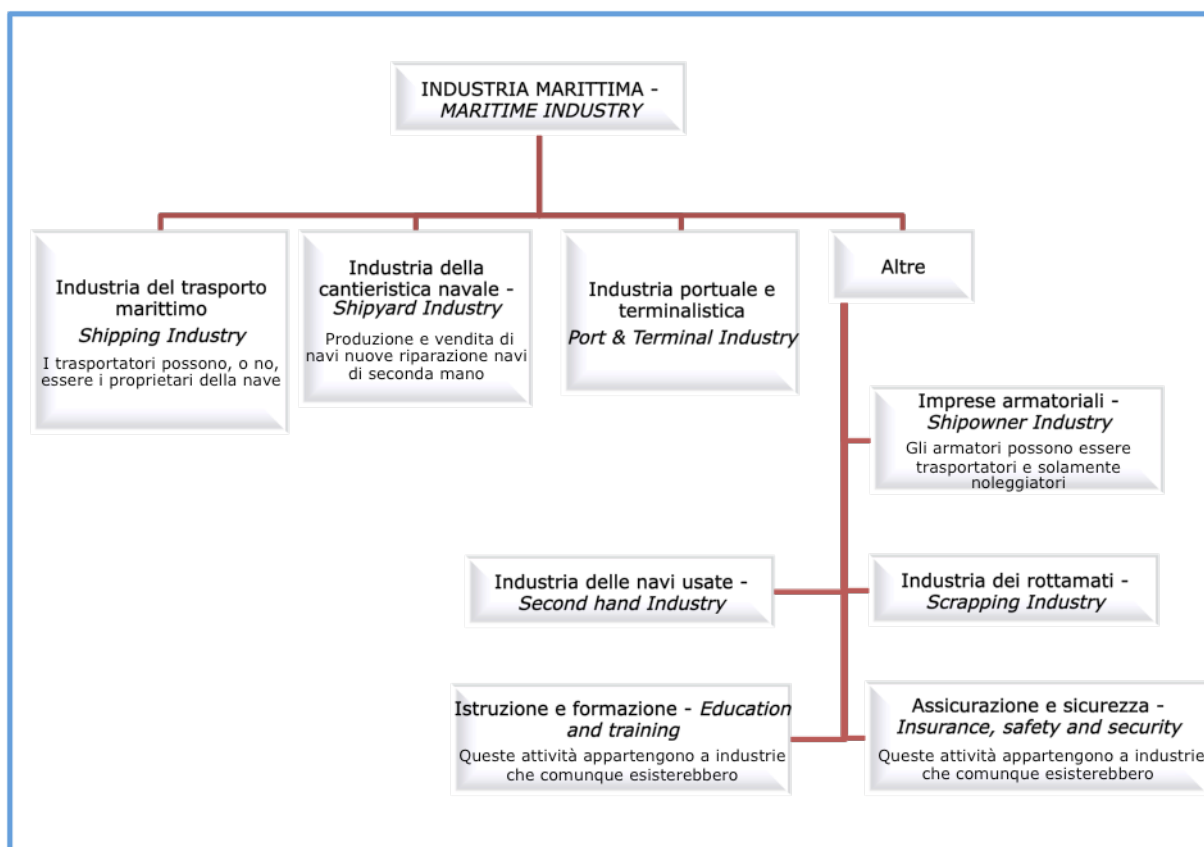 INDUSTRIA MARITTIMA -
MARITIME INDUSTRY
Industria del trasporto
marittimo
Shipping Industry
I trasportatori possono, o no,
essere i proprietari della nave
Industria della
cantieristica navale -
Shipyard Industry
Produzione e vendita di
navi nuove riparazione navi
di seconda mano
Industria portuale e
terminalistica
Port & Terminal Industry
Altre
Imprese armatoriali -
Shipowner Industry
Gli armatori possono essere
trasportatori e solamente
noleggiatori
Industria delle navi usate -
Second hand Industry
Industria dei rottamati -
Scrapping Industry
Istruzione e formazione - Education
and training
Queste attività appartengono a industrie
che comunque esisterebbero
Assicurazione e sicurezza -
Insurance, safety and security
Queste attività appartengono a industrie
che comunque esisterebbero